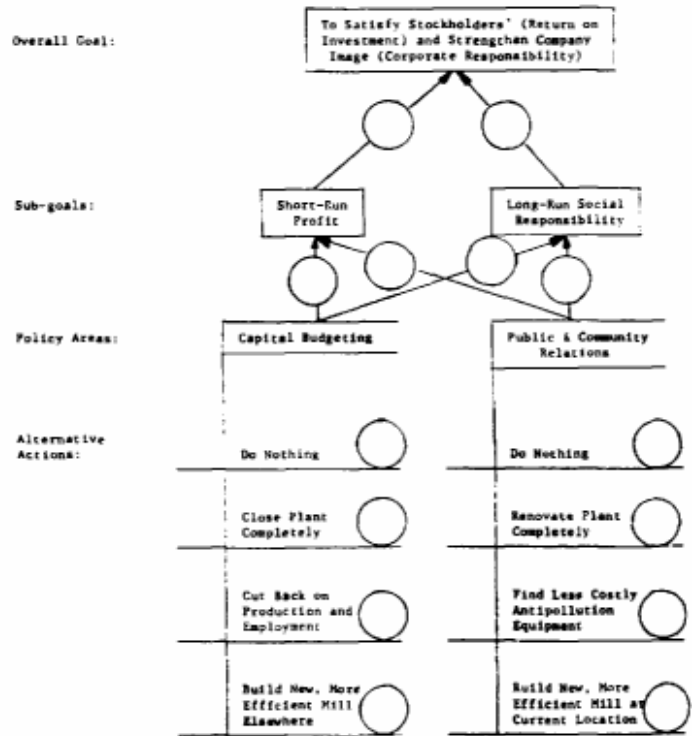 Overall Goal:
To Satisfy Stockholders' (Return on
Investment) and Strengthan Company
Image (Corporate Responsibility)
Sub-goals:
Short-Run
Profit
Long-Run Social
Responsibility
Policy Areas:
Capital Budgeting
Public & Community
Relations
Alternative
Actions:
Do Nothing
Do Nothing
Close Plant
Completely
Renovate Plant
Completely
Cut Back on
Production and
Employment
Find Less Costly
Antipollution
Equipment
Build New, More
Efficient Mill
Elsewhere
Build New, More
Efficient Mill at
Current Location